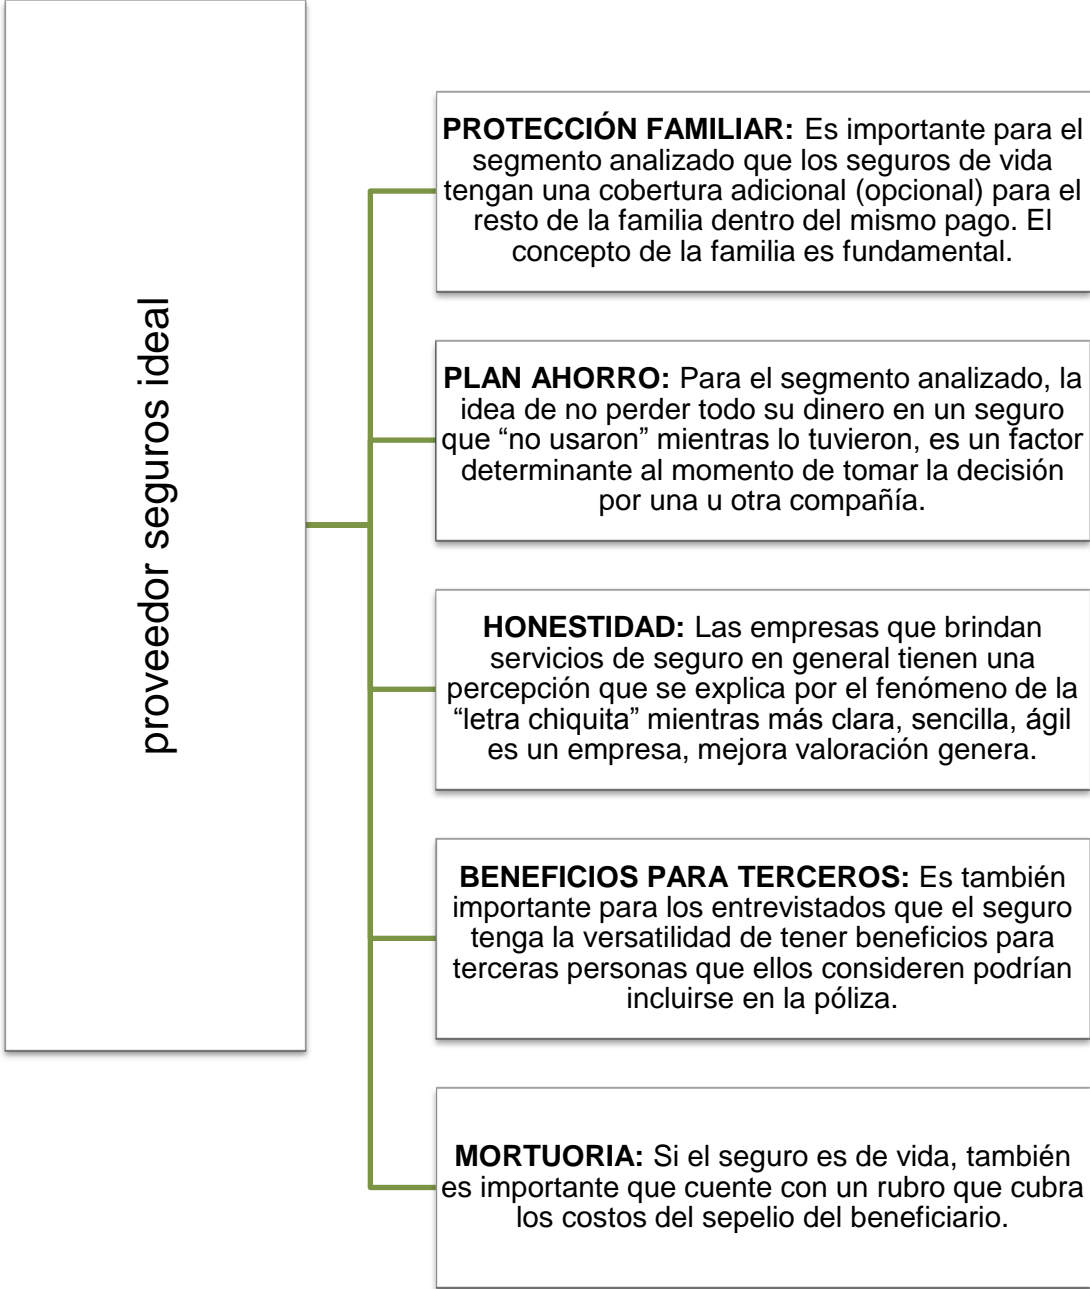 proveedor seguros ideal
PROTECCIÓN FAMILIAR: Es importante para el
segmento analizado que los seguros de vida
tengan una cobertura adicional (opcional) para el
resto de la familia dentro del mismo pago. El
concepto de la familia es fundamental.
PLAN AHORRO: Para el segmento analizado, la
idea de no perder todo su dinero en un seguro
que “no usaron” mientras lo tuvieron, es un factor
determinante al momento de tomar la decisión
por una u otra compañía.
HONESTIDAD: Las empresas que brindan
servicios de seguro en general tienen una
percepción que se explica por el fenómeno de la
“letra chiquita” mientras más clara, sencilla, ágil
es un empresa, mejora valoración genera.
BENEFICIOS PARA TERCEROS: Es también
importante para los entrevistados que el seguro
tenga la versatilidad de tener beneficios para
terceras personas que ellos consideren podrían
incluirse en la póliza.
MORTUORIA: Si el seguro es de vida, también
es importante que cuente con un rubro que cubra
los costos del sepelio del beneficiario.